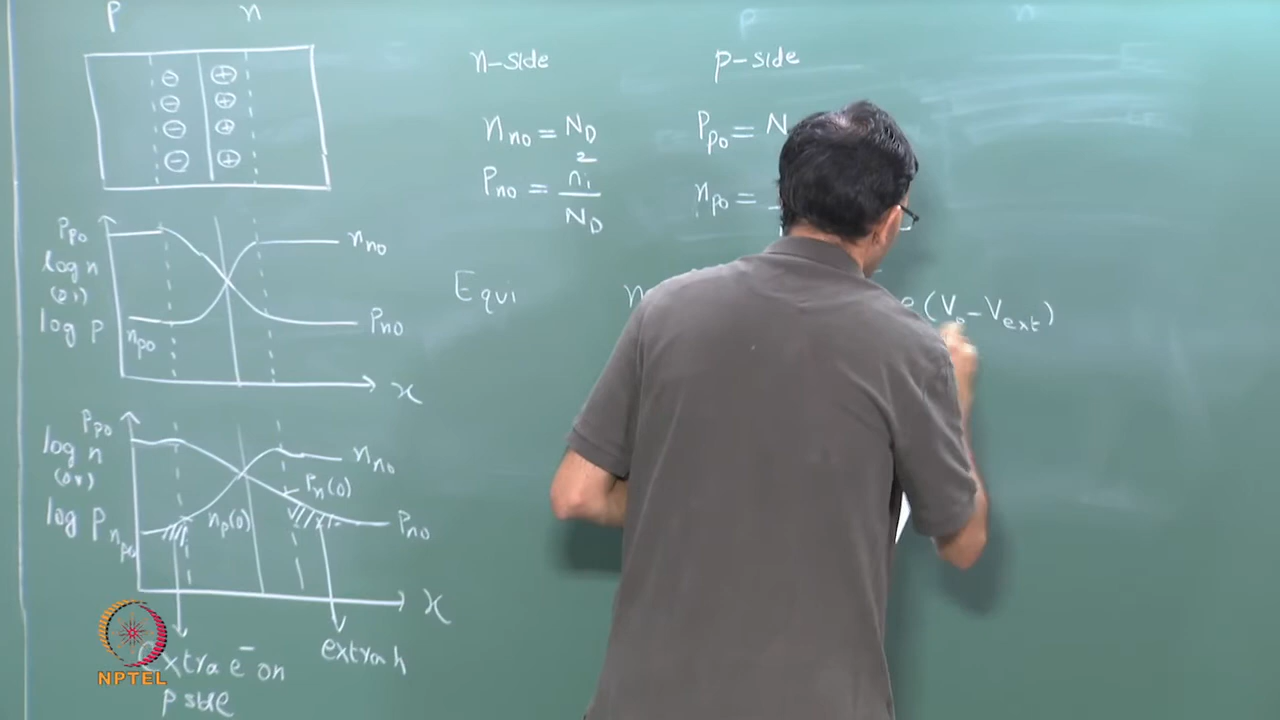 p n
⊖ ⊕
⊖ ⊕
⊖ ⊕
⊖ ⊕
Ppo
log n
(or)
log p
npo
nno
Pno
x
Ppo
log n
(or)
log P
npo
np(0)
Pn(0)
nno
Pno
x
extra e⁻ on
p side
extra h
n-side
nno = ND
Pno = ni²/ND
p-side
Ppo = N
npo =
Equi
e(Vo - Vext)
NPTEL